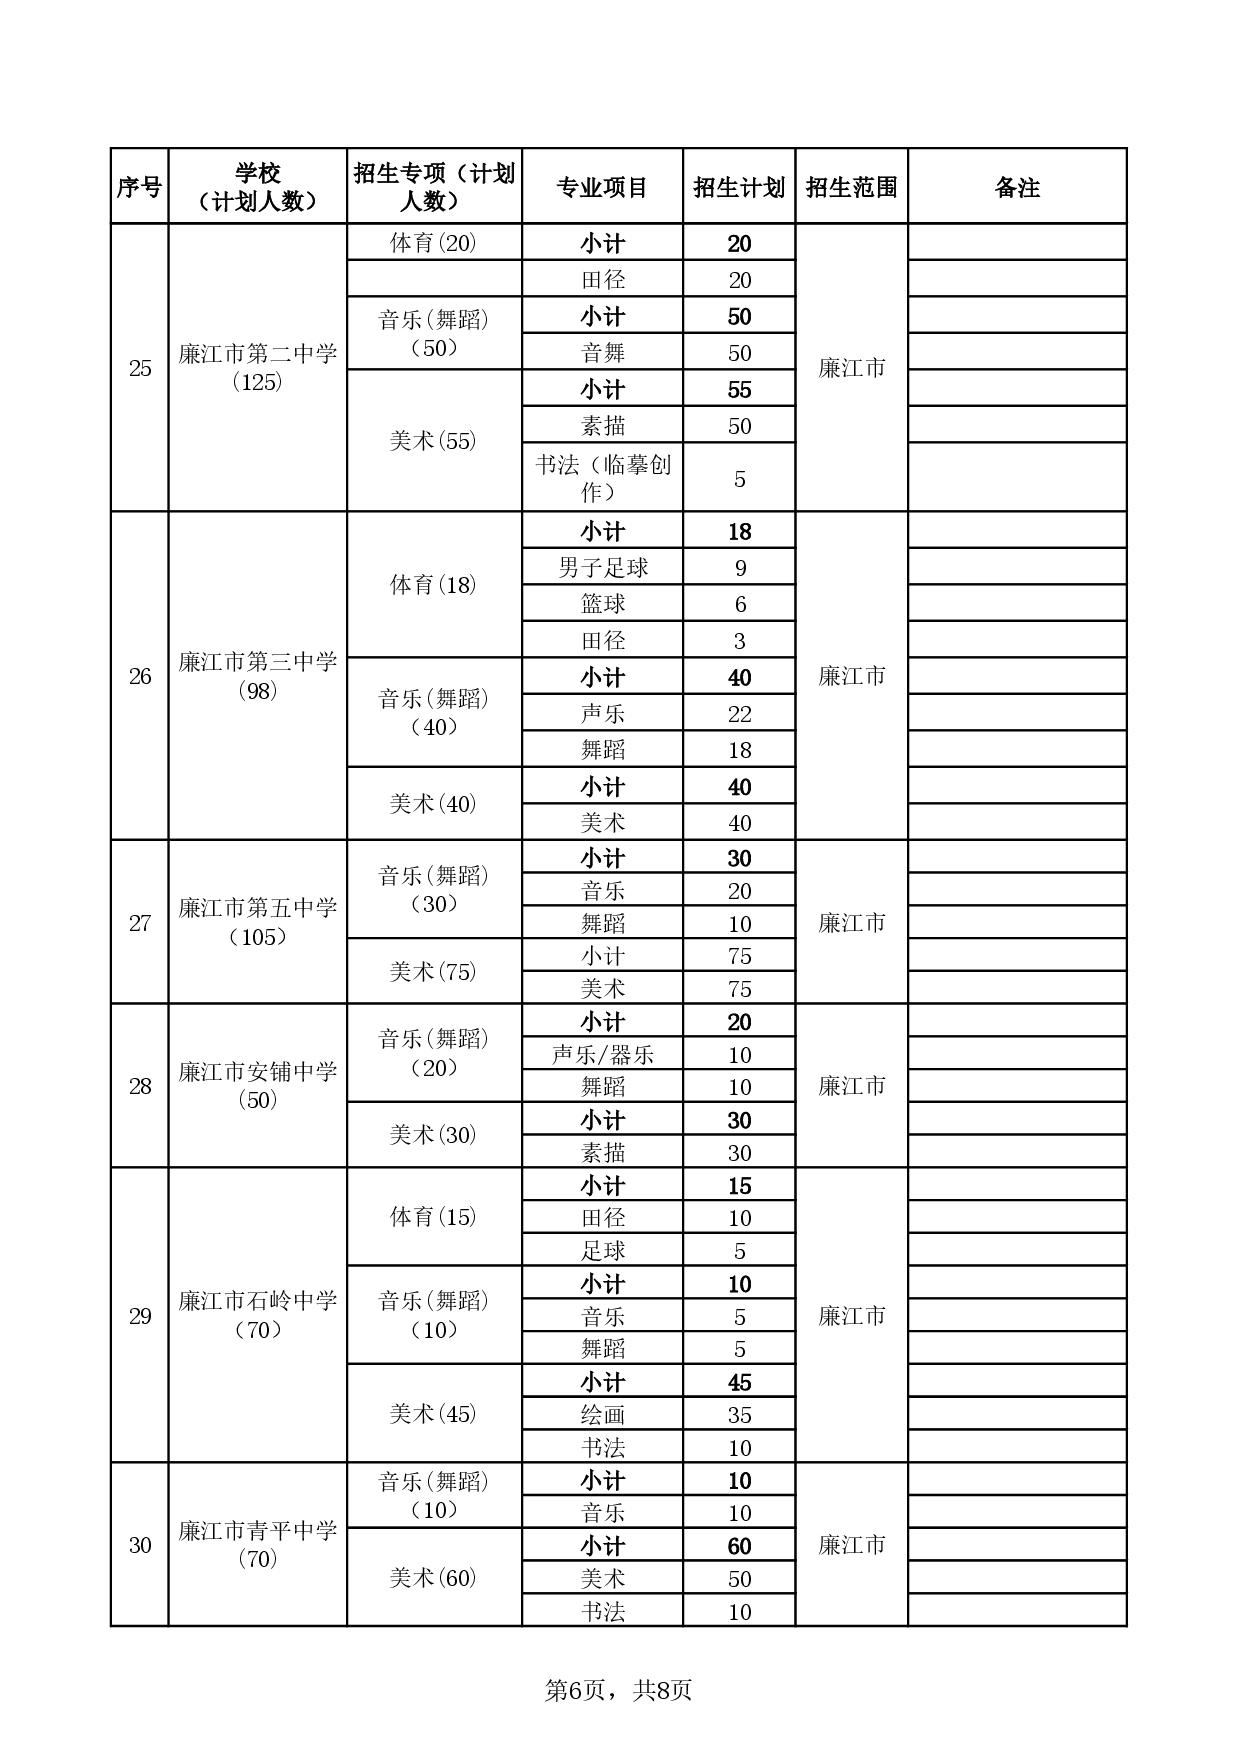 序号 学校（计划人数） 招生专项（计划人数） 专业项目 招生计划 招生范围 备注
25 廉江市第二中学(125) 体育(20) 小计 20 廉江市
田径 20
音乐(舞蹈)（50） 小计 50
音舞 50
美术(55) 小计 55
素描 50
书法（临摹创作） 5
26 廉江市第三中学(98) 体育(18) 小计 18 廉江市
男子足球 9
篮球 6
田径 3
音乐(舞蹈)（40） 小计 40
声乐 22
舞蹈 18
美术(40) 小计 40
美术 40
27 廉江市第五中学（105） 音乐(舞蹈)（30） 小计 30 廉江市
音乐 20
舞蹈 10
美术(75) 小计 75
美术 75
28 廉江市安铺中学(50) 音乐(舞蹈)（20） 小计 20 廉江市
声乐/器乐 10
舞蹈 10
美术(30) 小计 30
素描 30
29 廉江市石岭中学（70） 体育(15) 小计 15 廉江市
田径 10
足球 5
音乐(舞蹈)（10） 小计 10
音乐 5
舞蹈 5
美术(45) 小计 45
绘画 35
书法 10
30 廉江市青平中学(70) 音乐(舞蹈)（10） 小计 10 廉江市
音乐 10
美术(60) 小计 60
美术 50
书法 10
第6页，共8页